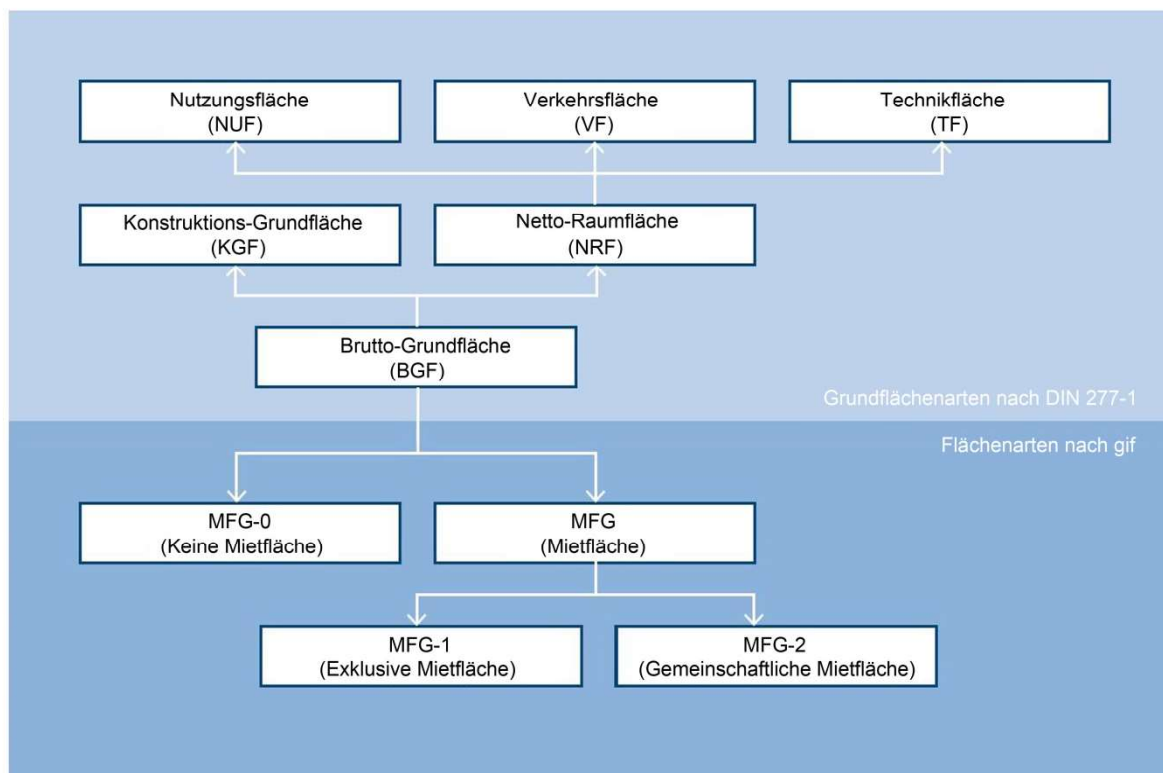 Nutzungsfläche
(NUF)
Verkehrsfläche
(VF)
Technikfläche
(TF)
Konstruktions-Grundfläche
(KGF)
Netto-Raumfläche
(NRF)
Brutto-Grundfläche
(BGF)
Grundflächenarten nach DIN 277-1
Flächenarten nach gif
MFG-0
(Keine Mietfläche)
MFG
(Mietfläche)
MFG-1
(Exklusive Mietfläche)
MFG-2
(Gemeinschaftliche Mietfläche)